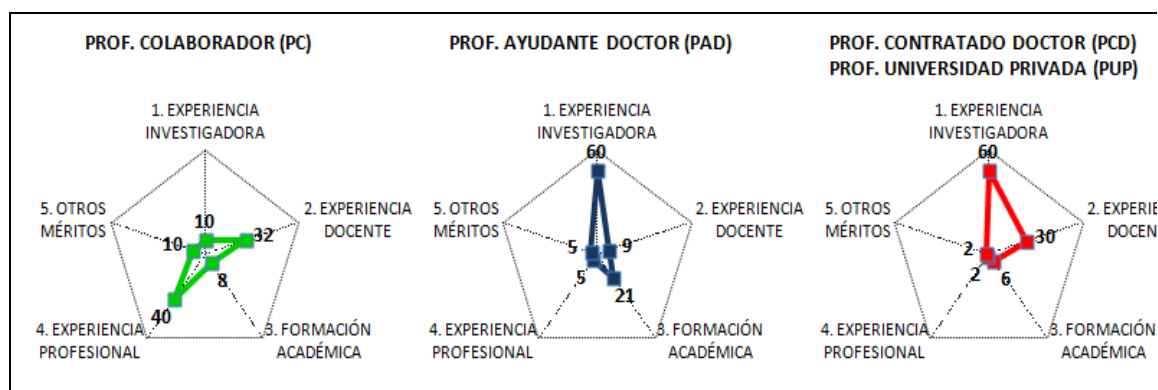 PROF. COLABORADOR (PC)
1. EXPERIENCIA
INVESTIGADORA
10
5. OTROS
MÉRITOS
10
32
2. EXPERIENCIA
DOCENTE
8
40
4. EXPERIENCIA
PROFESIONAL
3. FORMACIÓN
ACADÉMICA
PROF. AYUDANTE DOCTOR (PAD)
1. EXPERIENCIA
INVESTIGADORA
60
5. OTROS
MÉRITOS
5
9
2. EXPERIENCIA
DOCENTE
5
21
4. EXPERIENCIA
PROFESIONAL
3. FORMACIÓN
ACADÉMICA
PROF. CONTRATADO DOCTOR (PCD)
PROF. UNIVERSIDAD PRIVADA (PUP)
1. EXPERIENCIA
INVESTIGADORA
60
5. OTROS
MÉRITOS
2
30
2. EXPERIE
DOCEN
2
6
4. EXPERIENCIA
PROFESIONAL
3. FORMACIÓN
ACADÉMICA